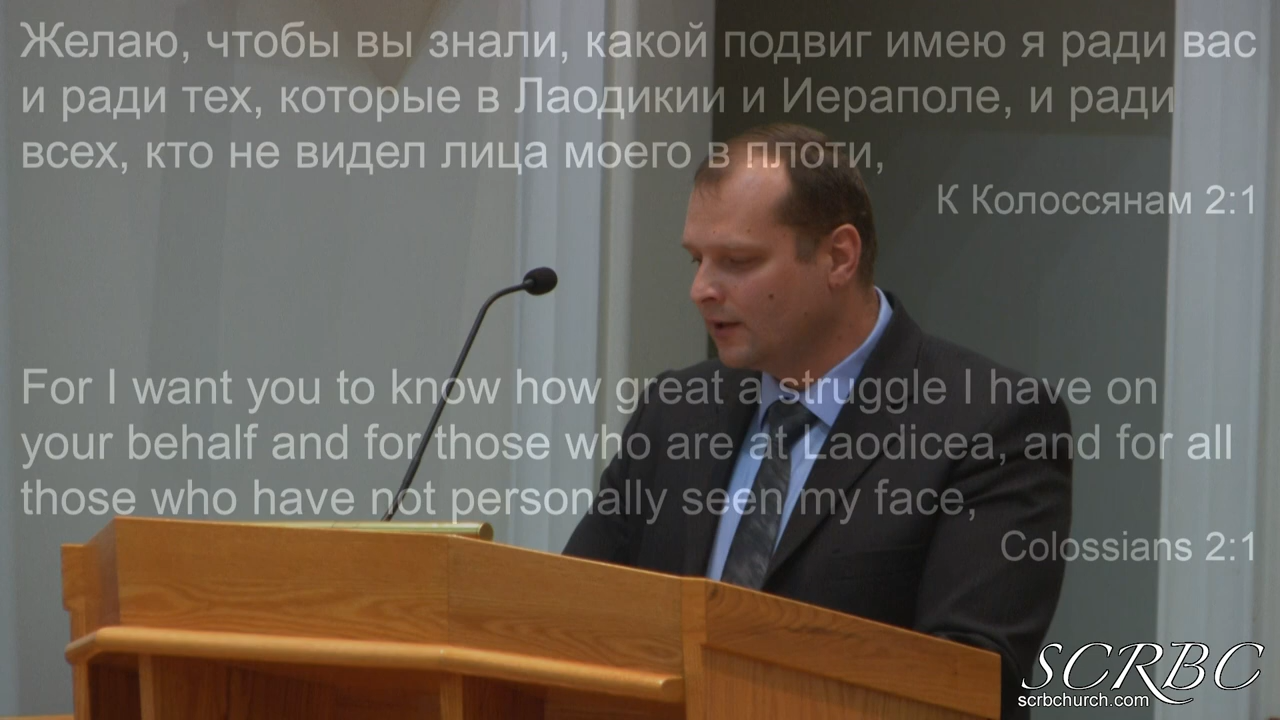 Желаю, чтобы вы знали, какой подвиг имею я ради вас
и ради тех, которые в Лаодикии и Иераполе, и ради
всех, кто не видел лица моего в плоти,
К Колоссянам 2:1
For I want you to know how great a struggle I have on
your behalf and for those who are at Laodicea, and for all
those who have not personally seen my face,
Colossians 2:1
SCRBC
scrbchurch.com